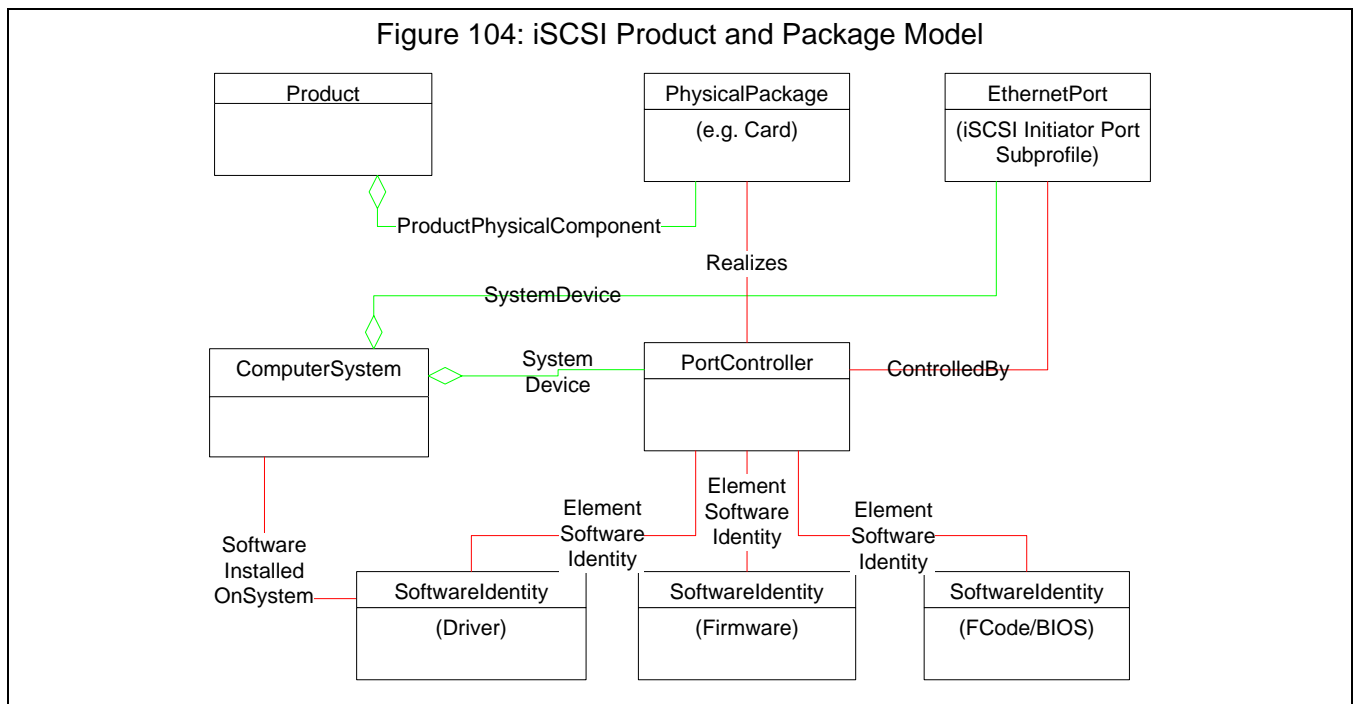 Figure 104: iSCSI Product and Package Model
Product
PhysicalPackage
(e.g. Card)
EthernetPort
(iSCSI Initiator Port
Subprofile)
ProductPhysicalComponent
Realizes
SystemDevice
ComputerSystem
System
Device
PortController
ControlledBy
Element
Software
Identity
Element
Software
Identity
Element
Software
Identity
Software
Installed
OnSystem
SoftwareIdentity
(Driver)
SoftwareIdentity
(Firmware)
SoftwareIdentity
(FCode/BIOS)